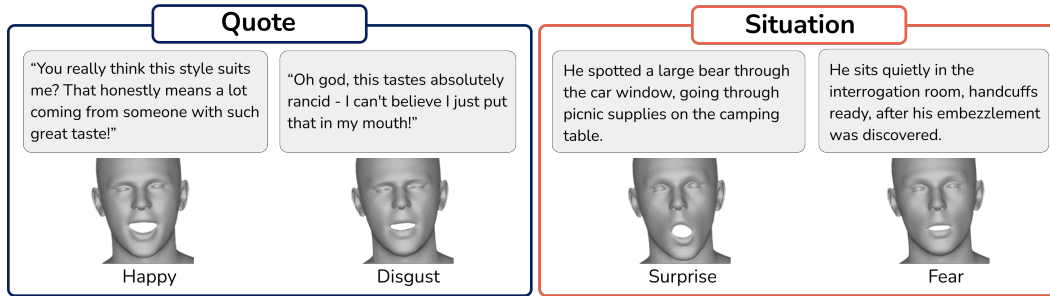 Quote
“You really think this style suits
me? That honestly means a lot
coming from someone with such
great taste!”
Happy
“Oh god, this tastes absolutely
rancid - I can't believe I just put
that in my mouth!”
Disgust
Situation
He spotted a large bear through
the car window, going through
picnic supplies on the camping
table.
Surprise
He sits quietly in the
interrogation room, handcuffs
ready, after his embezzlement
was discovered.
Fear